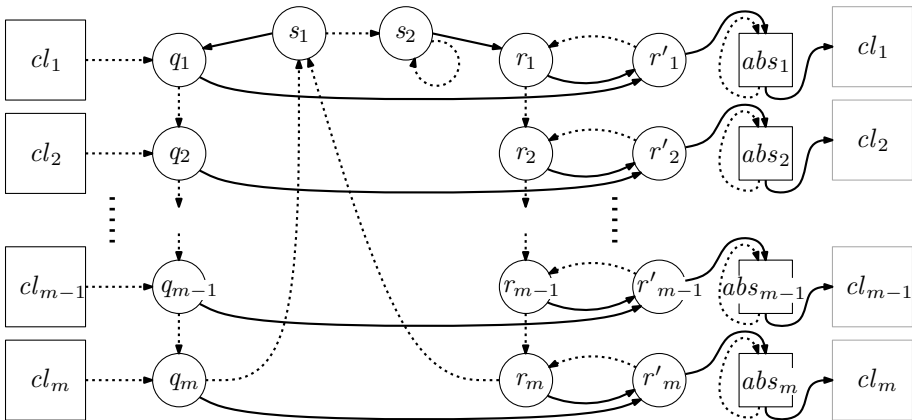 cl₁ q₁ s₁ s₂ r₁ r'₁ abs₁ cl₁
cl₂ q₂ r₂ r'₂ abs₂ cl₂
clₘ₋₁ qₘ₋₁ rₘ₋₁ r'ₘ₋₁ absₘ₋₁ clₘ₋₁
clₘ qₘ rₘ r'ₘ absₘ clₘ